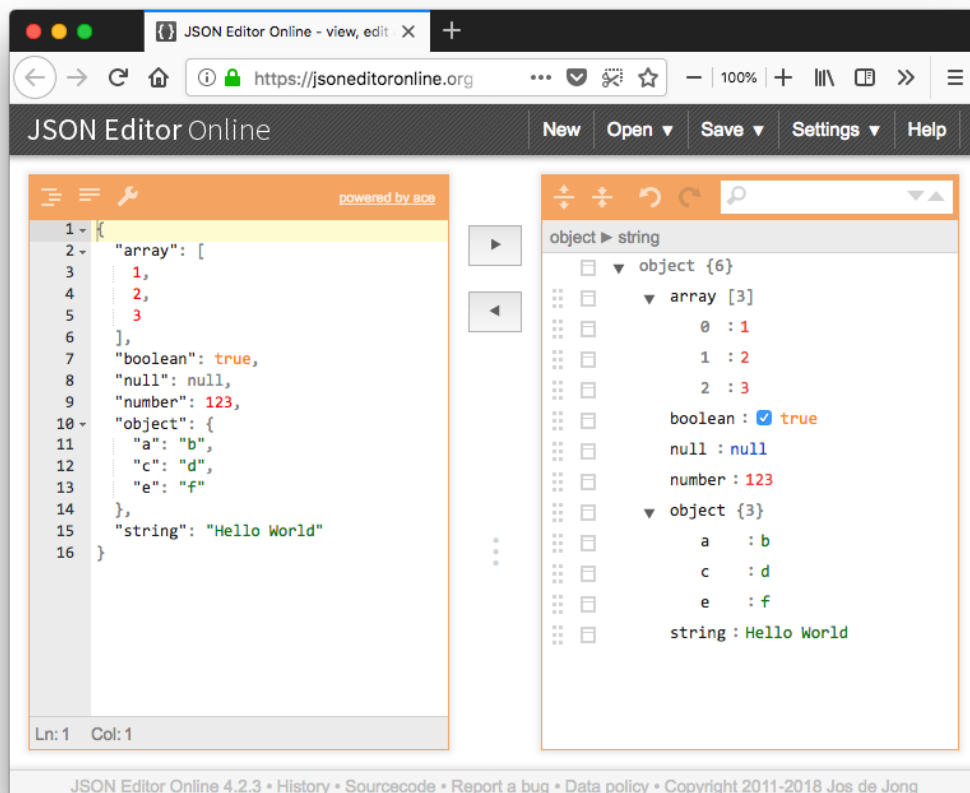 {} JSON Editor Online - view, edit
https://jsoneditoronline.org
100%
JSON Editor Online
New Open ▼ Save ▼ Settings ▼ Help
powered by ace
1 {
2 "array": [
3 1,
4 2,
5 3
6 ],
7 "boolean": true,
8 "null": null,
9 "number": 123,
10 "object": {
11 "a": "b",
12 "c": "d",
13 "e": "f"
14 },
15 "string": "Hello World"
16 }
Ln: 1 Col: 1
object ▶ string
▼ object {6}
▼ array [3]
0 : 1
1 : 2
2 : 3
boolean : true
null : null
number : 123
▼ object {3}
a : b
c : d
e : f
string : Hello World
JSON Editor Online 4.2.3 • History • Sourcecode • Report a bug • Data policy • Copyright 2011-2018 Jos de Jong